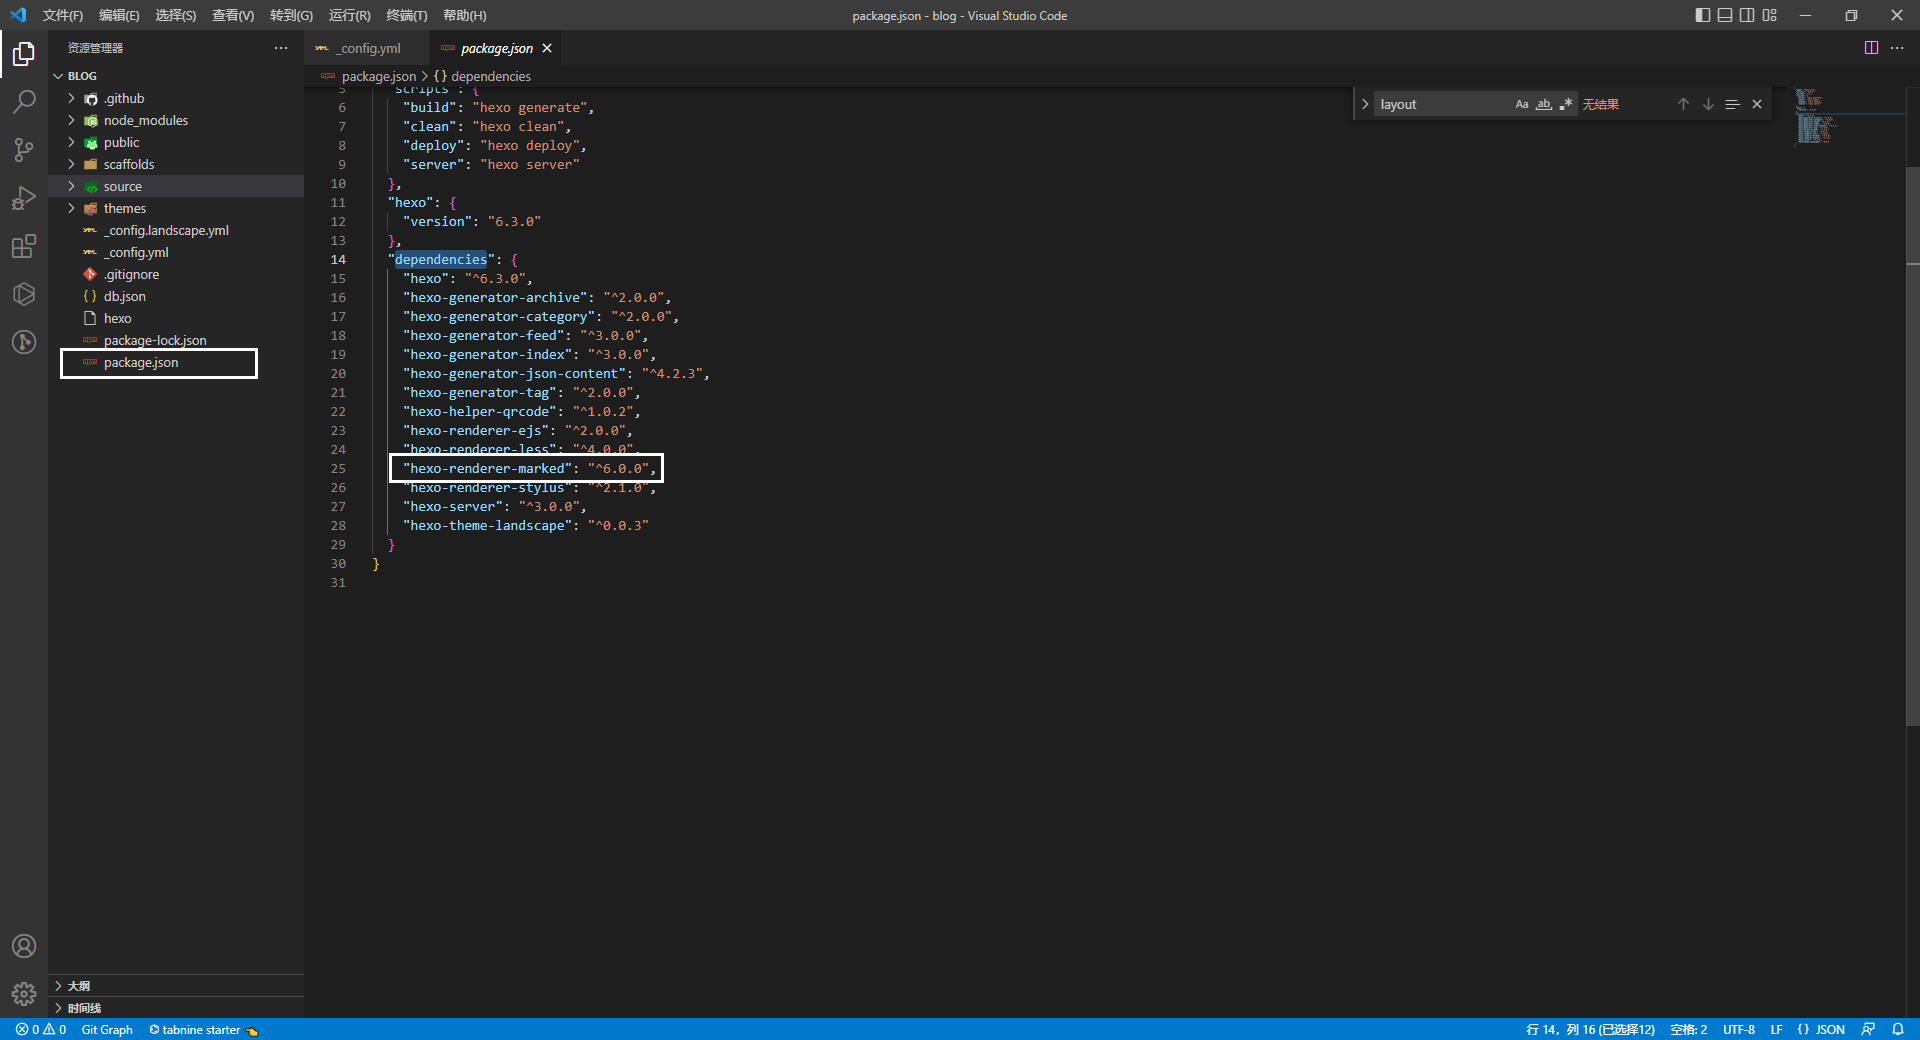 文件(F) 编辑(E) 选择(S) 查看(V) 转到(G) 运行(R) 终端(T) 帮助(H)
package.json - blog - Visual Studio Code
资源管理器
BLOG
.github
node_modules
public
scaffolds
source
themes
_config.landscape.yml
_config.yml
.gitignore
db.json
hexo
package-lock.json
package.json
大纲
时间线
_config.yml
package.json
package.json > {} dependencies
layout
Aa ab .*
无结果
5 "scripts": {
6 "build": "hexo generate",
7 "clean": "hexo clean",
8 "deploy": "hexo deploy",
9 "server": "hexo server"
10 },
11 "hexo": {
12 "version": "6.3.0"
13 },
14 "dependencies": {
15 "hexo": "^6.3.0",
16 "hexo-generator-archive": "^2.0.0",
17 "hexo-generator-category": "^2.0.0",
18 "hexo-generator-feed": "^3.0.0",
19 "hexo-generator-index": "^3.0.0",
20 "hexo-generator-json-content": "^4.2.3",
21 "hexo-generator-tag": "^2.0.0",
22 "hexo-helper-qrcode": "^1.0.2",
23 "hexo-renderer-ejs": "^2.0.0",
24 "hexo-renderer-less": "^4.0.0",
25 "hexo-renderer-marked": "^6.0.0",
26 "hexo-renderer-stylus": "^2.1.0",
27 "hexo-server": "^3.0.0",
28 "hexo-theme-landscape": "^0.0.3"
29 }
30 }
31
0 0 Git Graph tabnine starter
行 14，列 16 (已选择12) 空格: 2 UTF-8 LF {} JSON